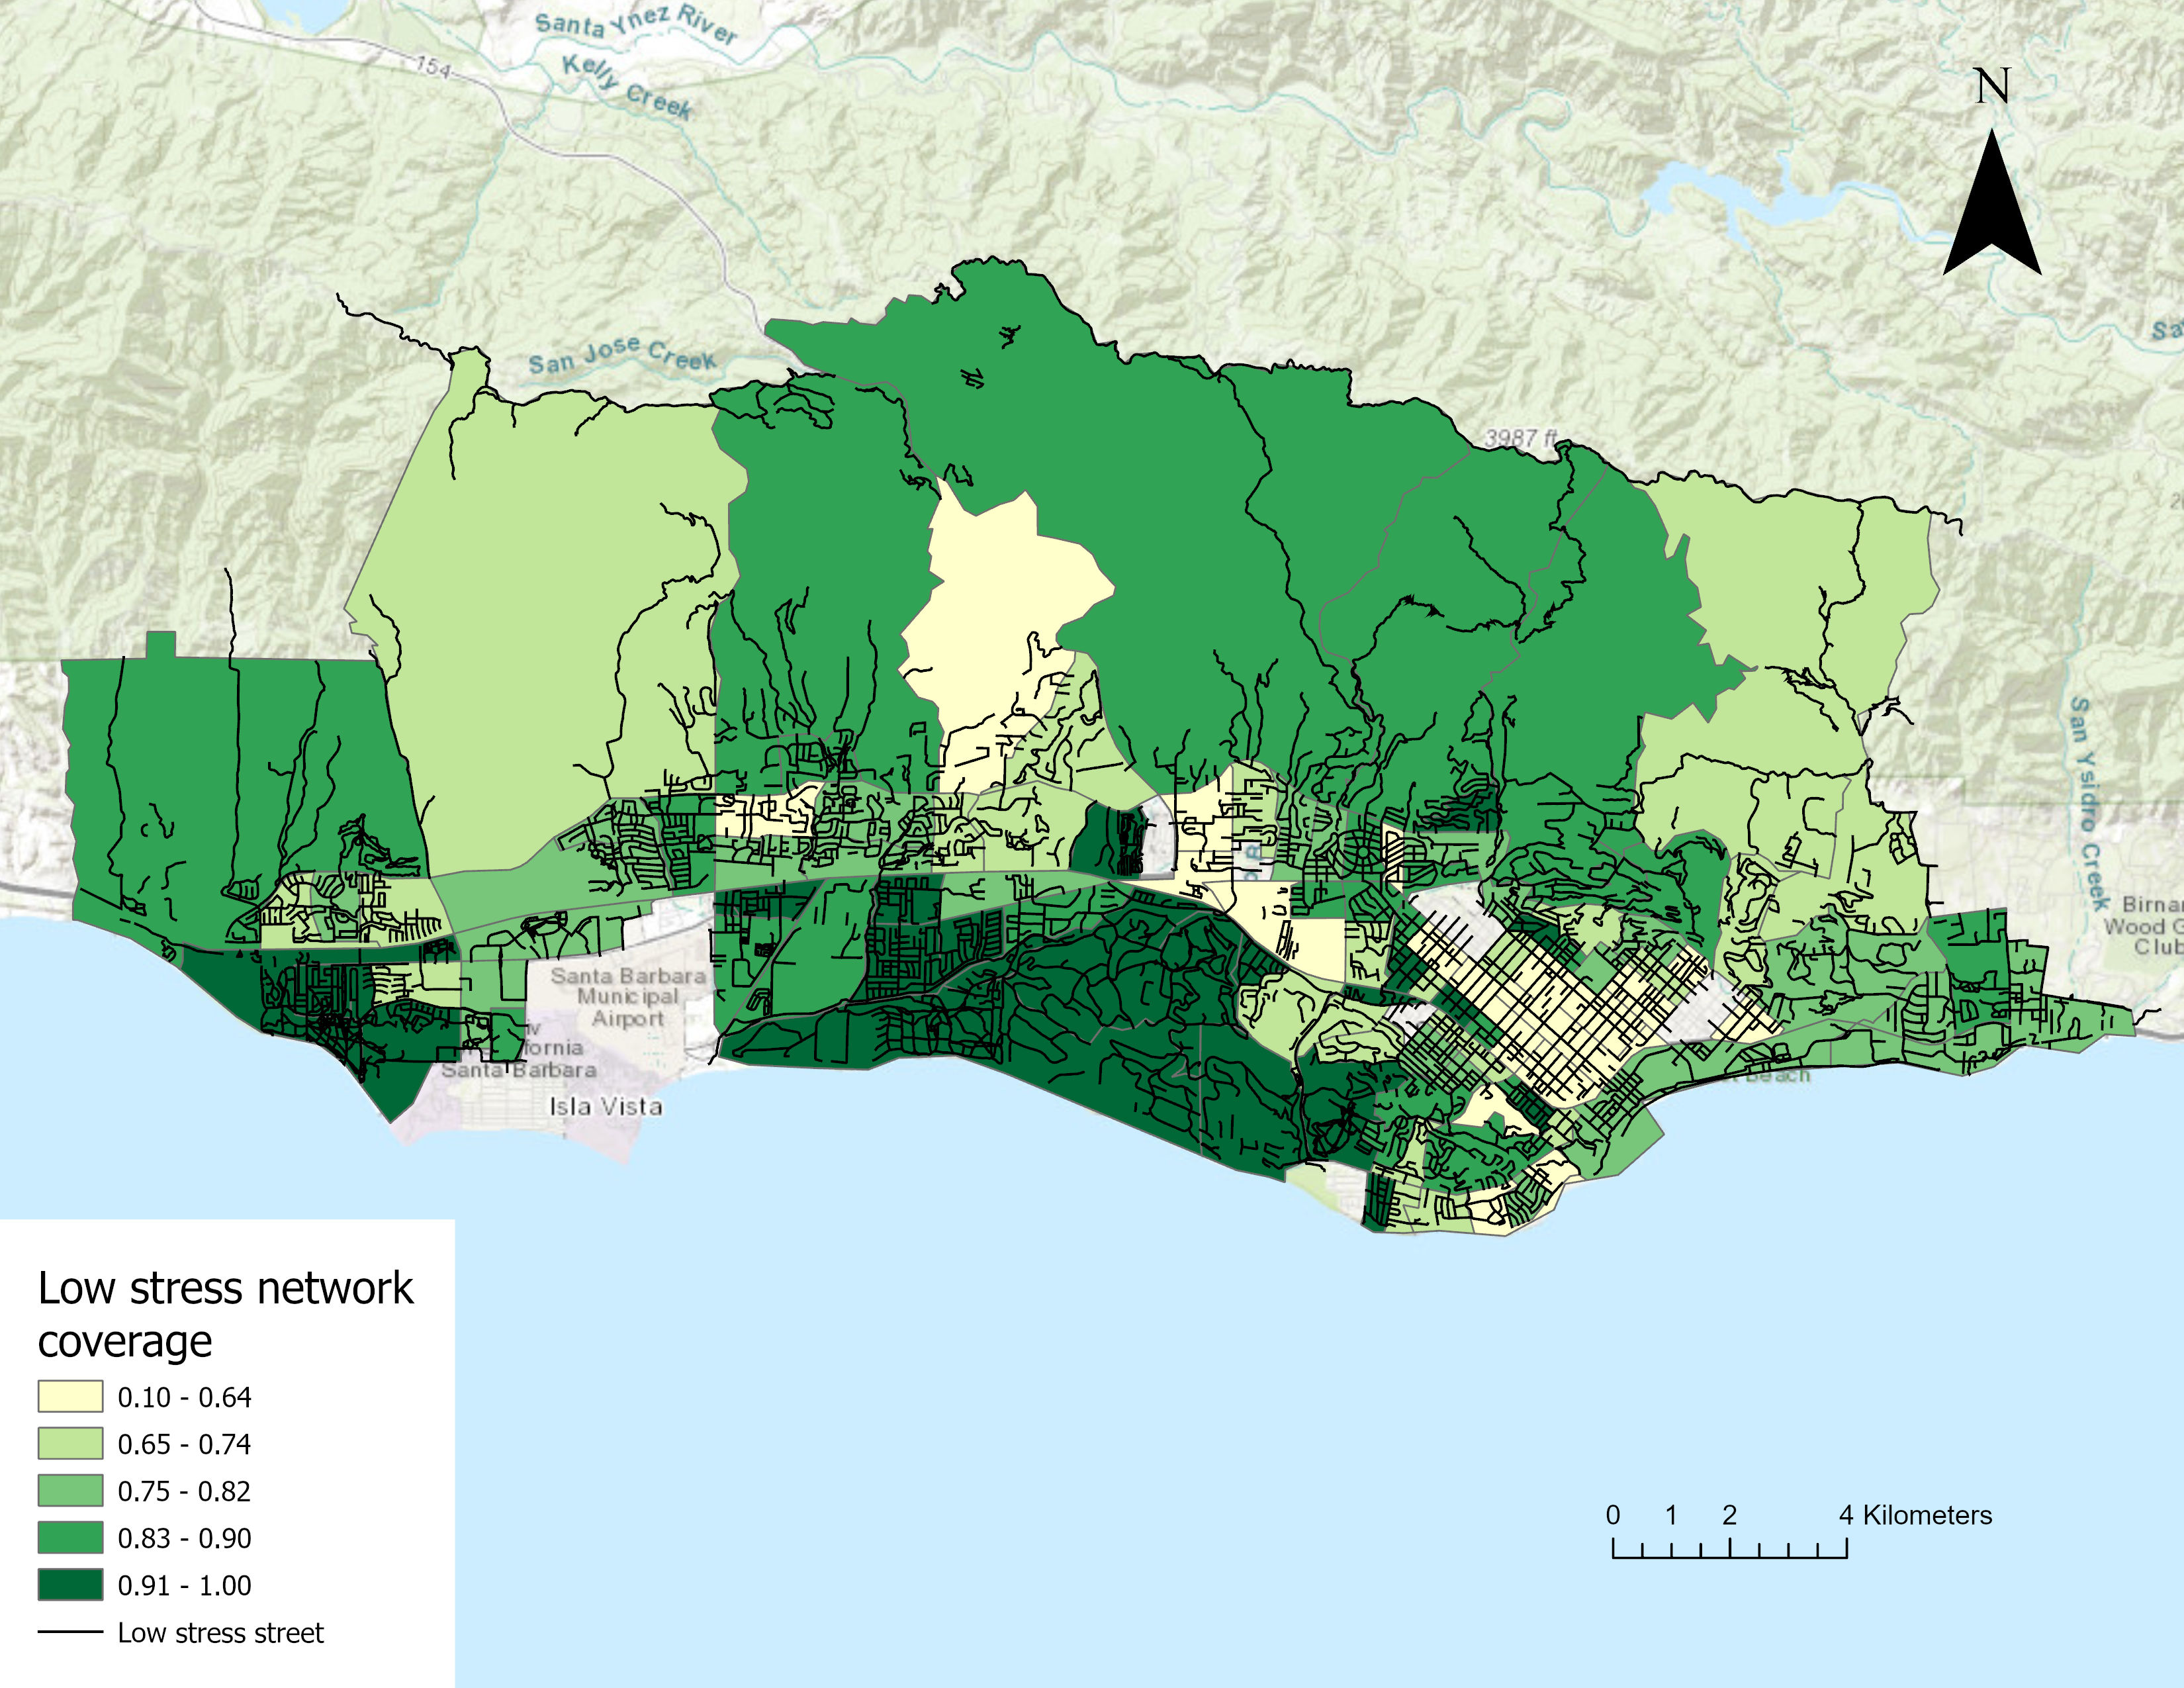 Santa Ynez River
Kelly Creek
154
N
San Jose Creek
3987 ft
San Ysidro Creek
Birnam
Wood G
Club
Santa Barbara
Municipal
Airport
fornia
Santa Barbara
Isla Vista
Beach
Low stress network
coverage
0.10 - 0.64
0.65 - 0.74
0.75 - 0.82
0.83 - 0.90
0.91 - 1.00
Low stress street
0 1 2 4 Kilometers